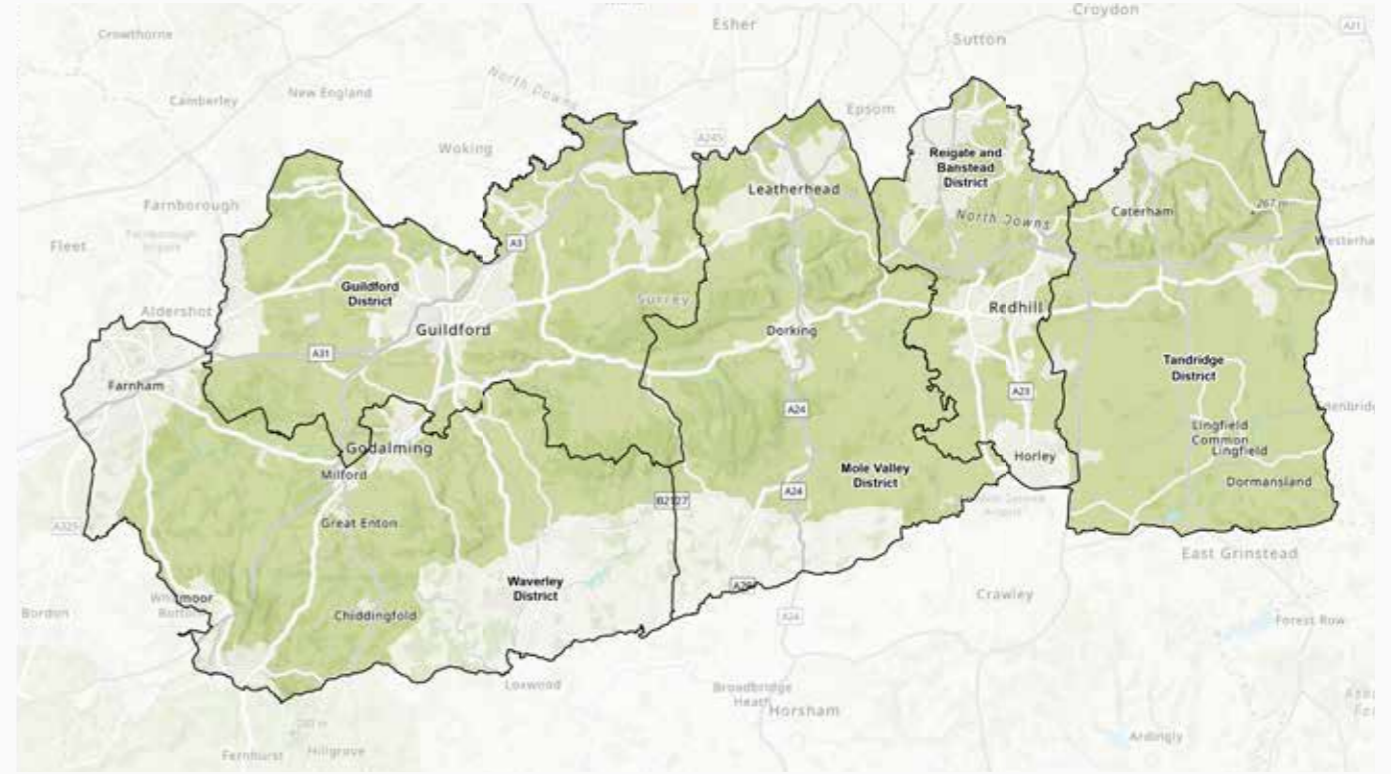 Croydon
Esher
A21
Crowthorne
Sutton
North Downs
Camberley
New England
Epsom
A245
Woking
Reigate and
Banstead
District
Leatherhead
Farnborough
Caterham
267 m
North Downs
Fleet
A3
Guildford
District
Surrey
Aldershot
Redhill
Guildford
Dorking
A31
Tandridge
District
Farnham
A23
A24
Lingfield
Common
Lingfield
Godalming
Horley
Milford
Mole Valley
District
Dormansland
A24
B2127
Great Enton
A325
East Grinstead
Waverley
District
Crawley
Bordon
Chiddingfold
A24
Forest Row
Loxwood
Broadbridge
Heath
Horsham
Ardingly
Fernhurst
Hillgrove